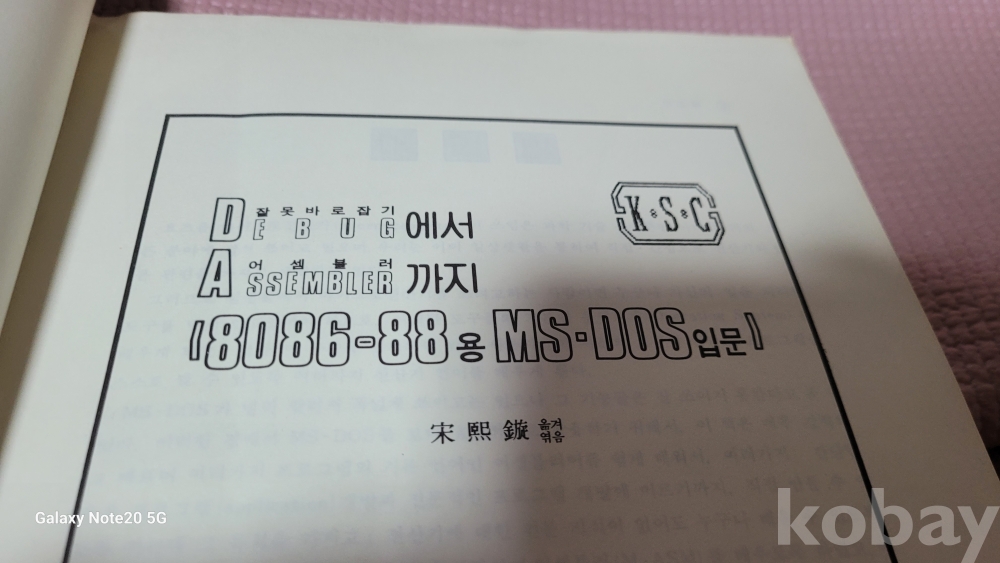 잘못바로잡기
DEBUG에서
K·S·C
어셈블러
ASSEMBLER까지
[8086-88용 MS-DOS입문]
宋熙鏇 옮겨 엮음
Galaxy Note20 5G
kobay